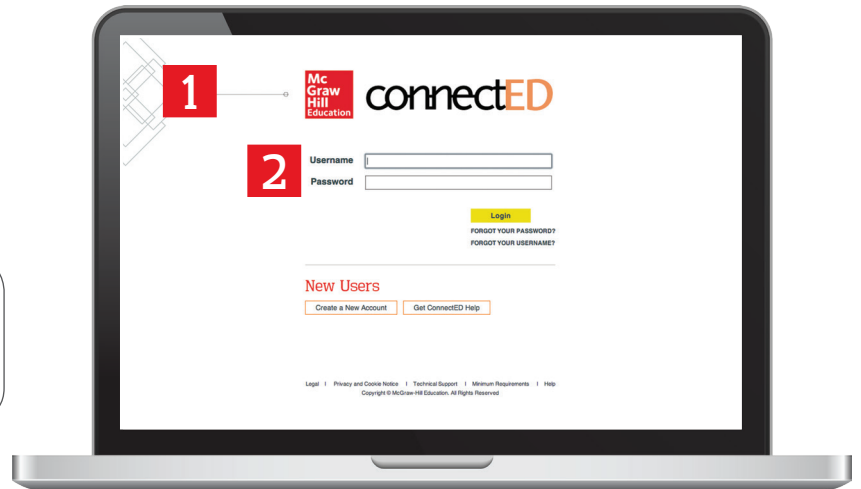 1
Mc
Graw
Hill
Education
connectED
2
Username
Password
Login
FORGOT YOUR PASSWORD?
FORGOT YOUR USERNAME?
New Users
Create a New Account
Get ConnectED Help
Legal I Privacy and Cookie Notice I Technical Support I Minimum Requirements I Help
Copyright © McGraw-Hill Education. All Rights Reserved